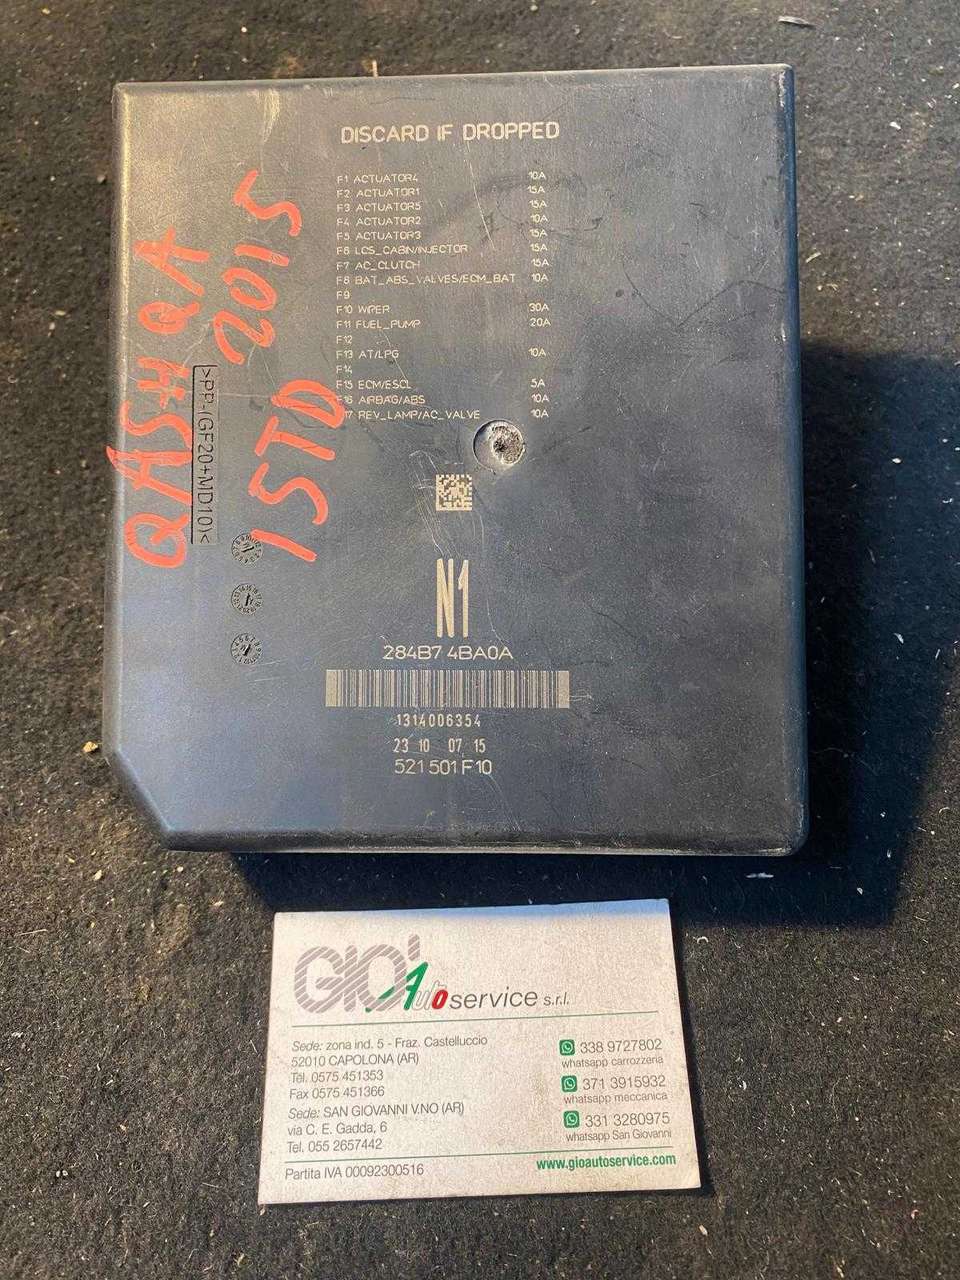 DISCARD IF DROPPED
F1 ACTUATOR4 10A
F2 ACTUATOR1 15A
F3 ACTUATOR5 15A
F4 ACTUATOR2 10A
F5 ACTUATOR3 15A
F6 LCS_CABIN/INJECTOR 15A
F7 AC_CLUTCH 15A
F8 BAT_ABS_VALVES/ECM_BAT 10A
F9
F10 WIPER 30A
F11 FUEL_PUMP 20A
F12
F13 AT/LPG 10A
F14
F15 ECM/ESCL 5A
F16 AIRBAG/ABS 10A
17 REV_LAMP/AC_VALVE 10A
QASHQA
2015
15TD
>PP-(GF20+MD10)<
N1
284B7 4BA0A
1314006354
23 10 07 15
521501F10
GIO' Auto service s.r.l.
Sede: zona ind. 5 - Fraz. Castelluccio
52010 CAPOLONA (AR)
Tel. 0575 451353
Fax 0575 451366
Sede: SAN GIOVANNI V.NO (AR)
via C. E. Gadda, 6
Tel. 055 2657442
Partita IVA 00092300516
338 9727802
whatsapp carrozzeria
371 3915932
whatsapp meccanica
331 3280975
whatsapp San Giovanni
www.gioautoservice.com